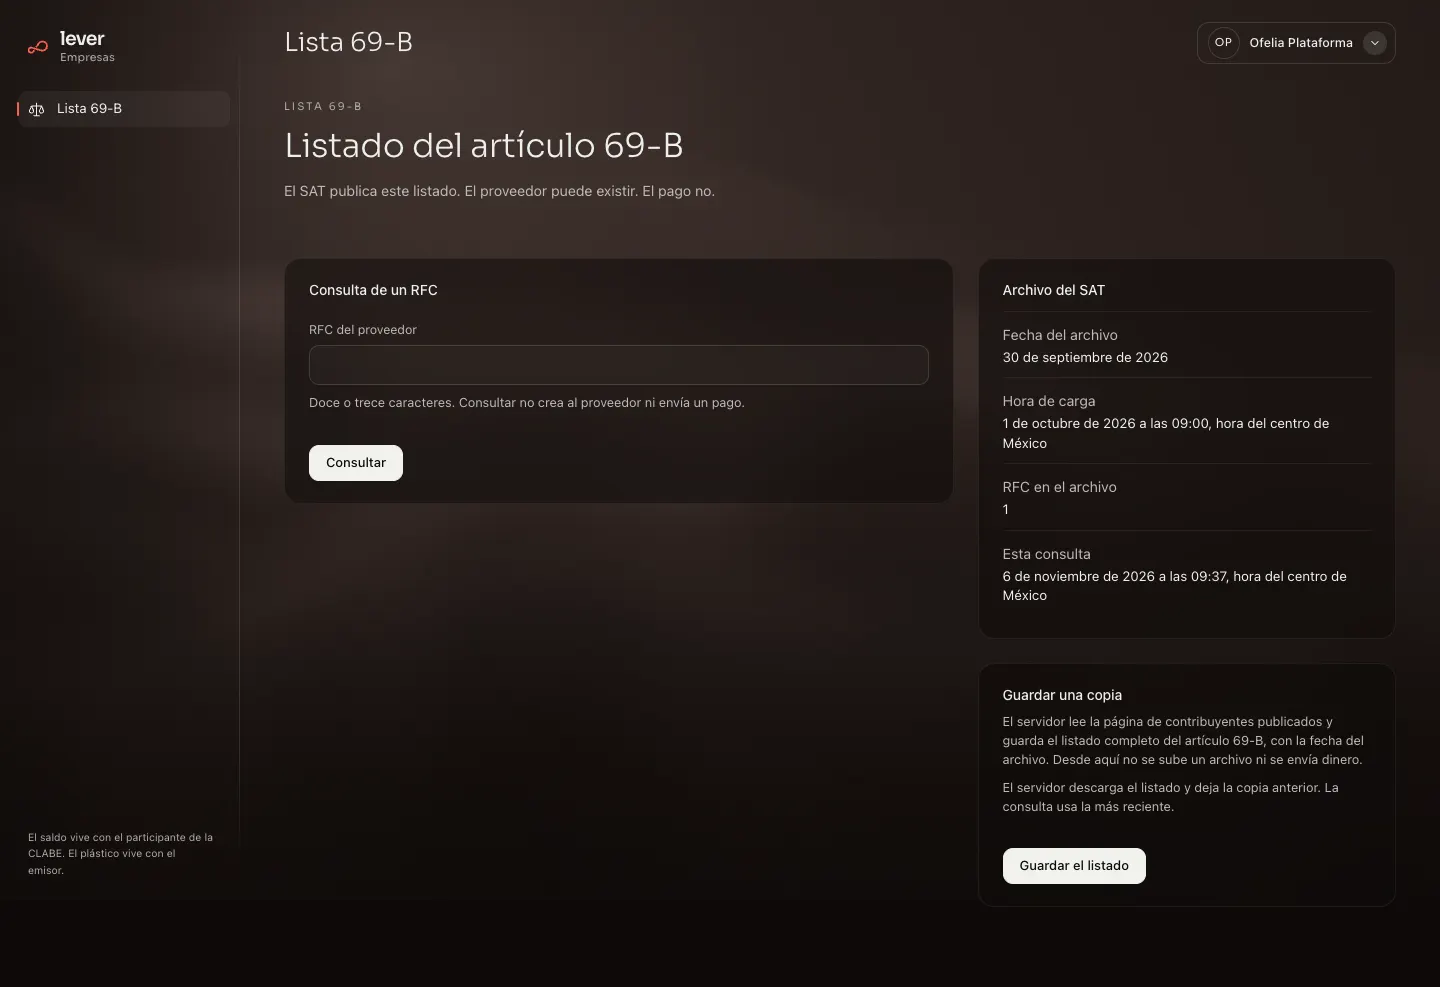 lever
Empresas
Lista 69-B
OP
Ofelia Plataforma
Lista 69-B
LISTA 69-B
Listado del artículo 69-B
El SAT publica este listado. El proveedor puede existir. El pago no.
Consulta de un RFC
RFC del proveedor
Doce o trece caracteres. Consultar no crea al proveedor ni envía un pago.
Consultar
Archivo del SAT
Fecha del archivo
30 de septiembre de 2026
Hora de carga
1 de octubre de 2026 a las 09:00, hora del centro de
México
RFC en el archivo
1
Esta consulta
6 de noviembre de 2026 a las 09:37, hora del centro de
México
Guardar una copia
El servidor lee la página de contribuyentes publicados y
guarda el listado completo del artículo 69-B, con la fecha del
archivo. Desde aquí no se sube un archivo ni se envía dinero.
El servidor descarga el listado y deja la copia anterior. La
consulta usa la más reciente.
Guardar el listado
El saldo vive con el participante de la
CLABE. El plástico vive con el
emisor.